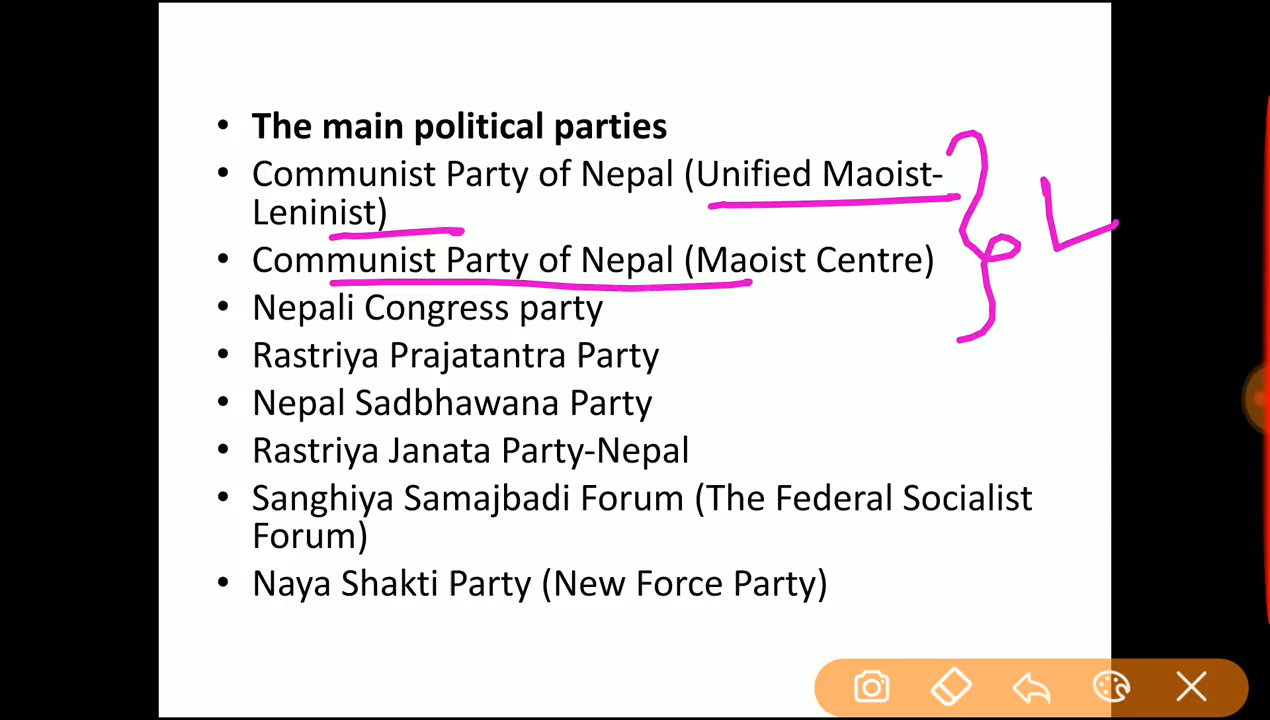 • The main political parties
• Communist Party of Nepal (Unified Maoist-
Leninist)
• Communist Party of Nepal (Maoist Centre)
L
• Nepali Congress party
• Rastriya Prajatantra Party
• Nepal Sadbhawana Party
• Rastriya Janata Party-Nepal
• Sanghiya Samajbadi Forum (The Federal Socialist
Forum)
• Naya Shakti Party (New Force Party)